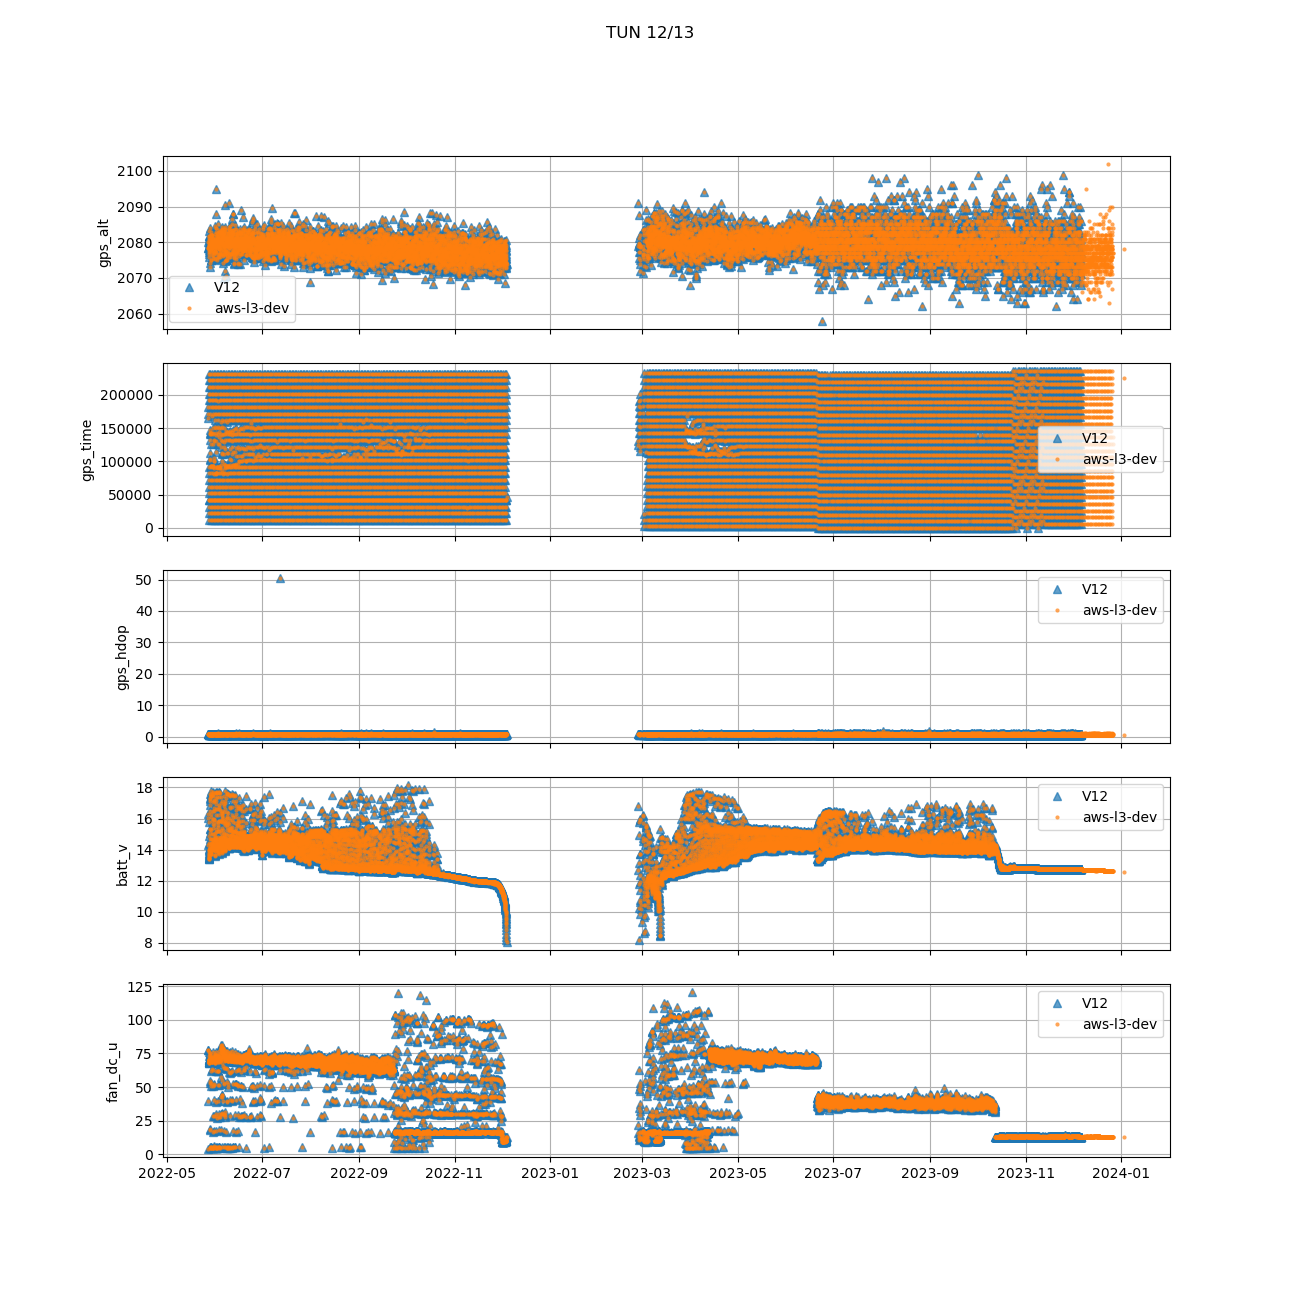 TUN 12/13
2100
2090
2080
2070
2060
gps_alt
V12
aws-l3-dev
200000
150000
100000
50000
0
gps_time
V12
aws-l3-dev
50
40
30
20
10
0
gps_hdop
V12
aws-l3-dev
18
16
14
12
10
8
batt_v
V12
aws-l3-dev
125
100
75
50
25
0
fan_dc_u
V12
aws-l3-dev
2022-05 2022-07 2022-09 2022-11 2023-01 2023-03 2023-05 2023-07 2023-09 2023-11 2024-01